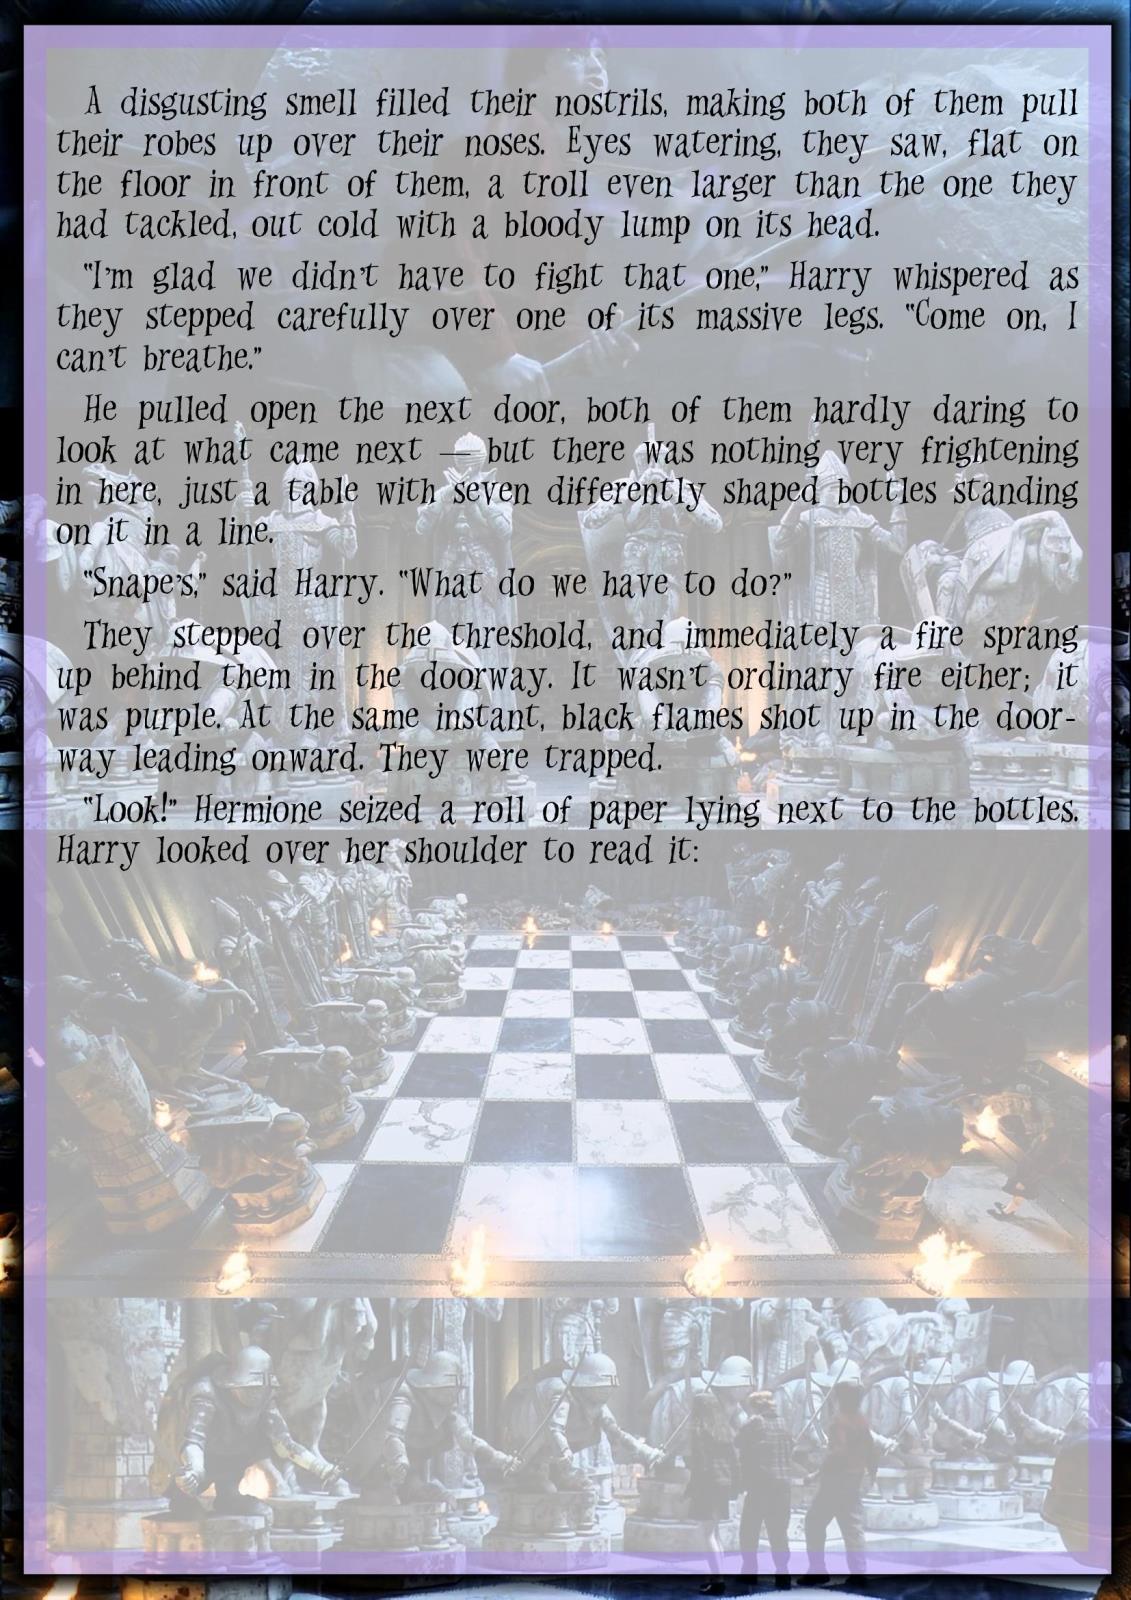 A disgusting smell filled their nostrils, making both of them pull
their robes up over their noses. Eyes watering, they saw, flat on
the floor in front of them, a troll even larger than the one they
had tackled, out cold with a bloody lump on its head.
"I'm glad we didn't have to fight that one," Harry whispered as
they stepped carefully over one of its massive legs. "Come on, I
can't breathe."
He pulled open the next door, both of them hardly daring to
look at what came next — but there was nothing very frightening
in here, just a table with seven differently shaped bottles standing
on it in a line.
"Snape's," said Harry. "What do we have to do?"
They stepped over the threshold, and immediately a fire sprang
up behind them in the doorway. It wasn't ordinary fire either; it
was purple. At the same instant, black flames shot up in the door-
way leading onward. They were trapped.
"Look!" Hermione seized a roll of paper lying next to the bottles.
Harry looked over her shoulder to read it: